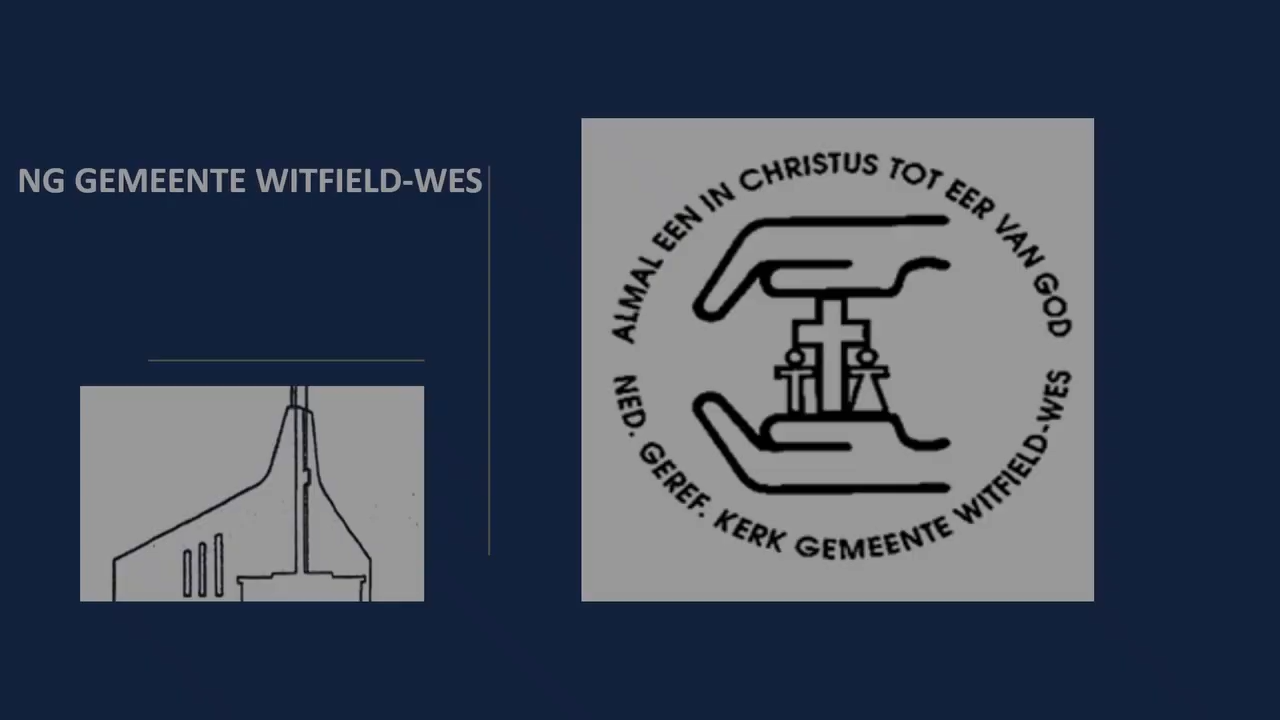 NG GEMEENTE WITFIELD-WES
ALMAL EEN IN CHRISTUS TOT EER VAN GOD
NED. GEREF. KERK GEMEENTE WITFIELD-WES